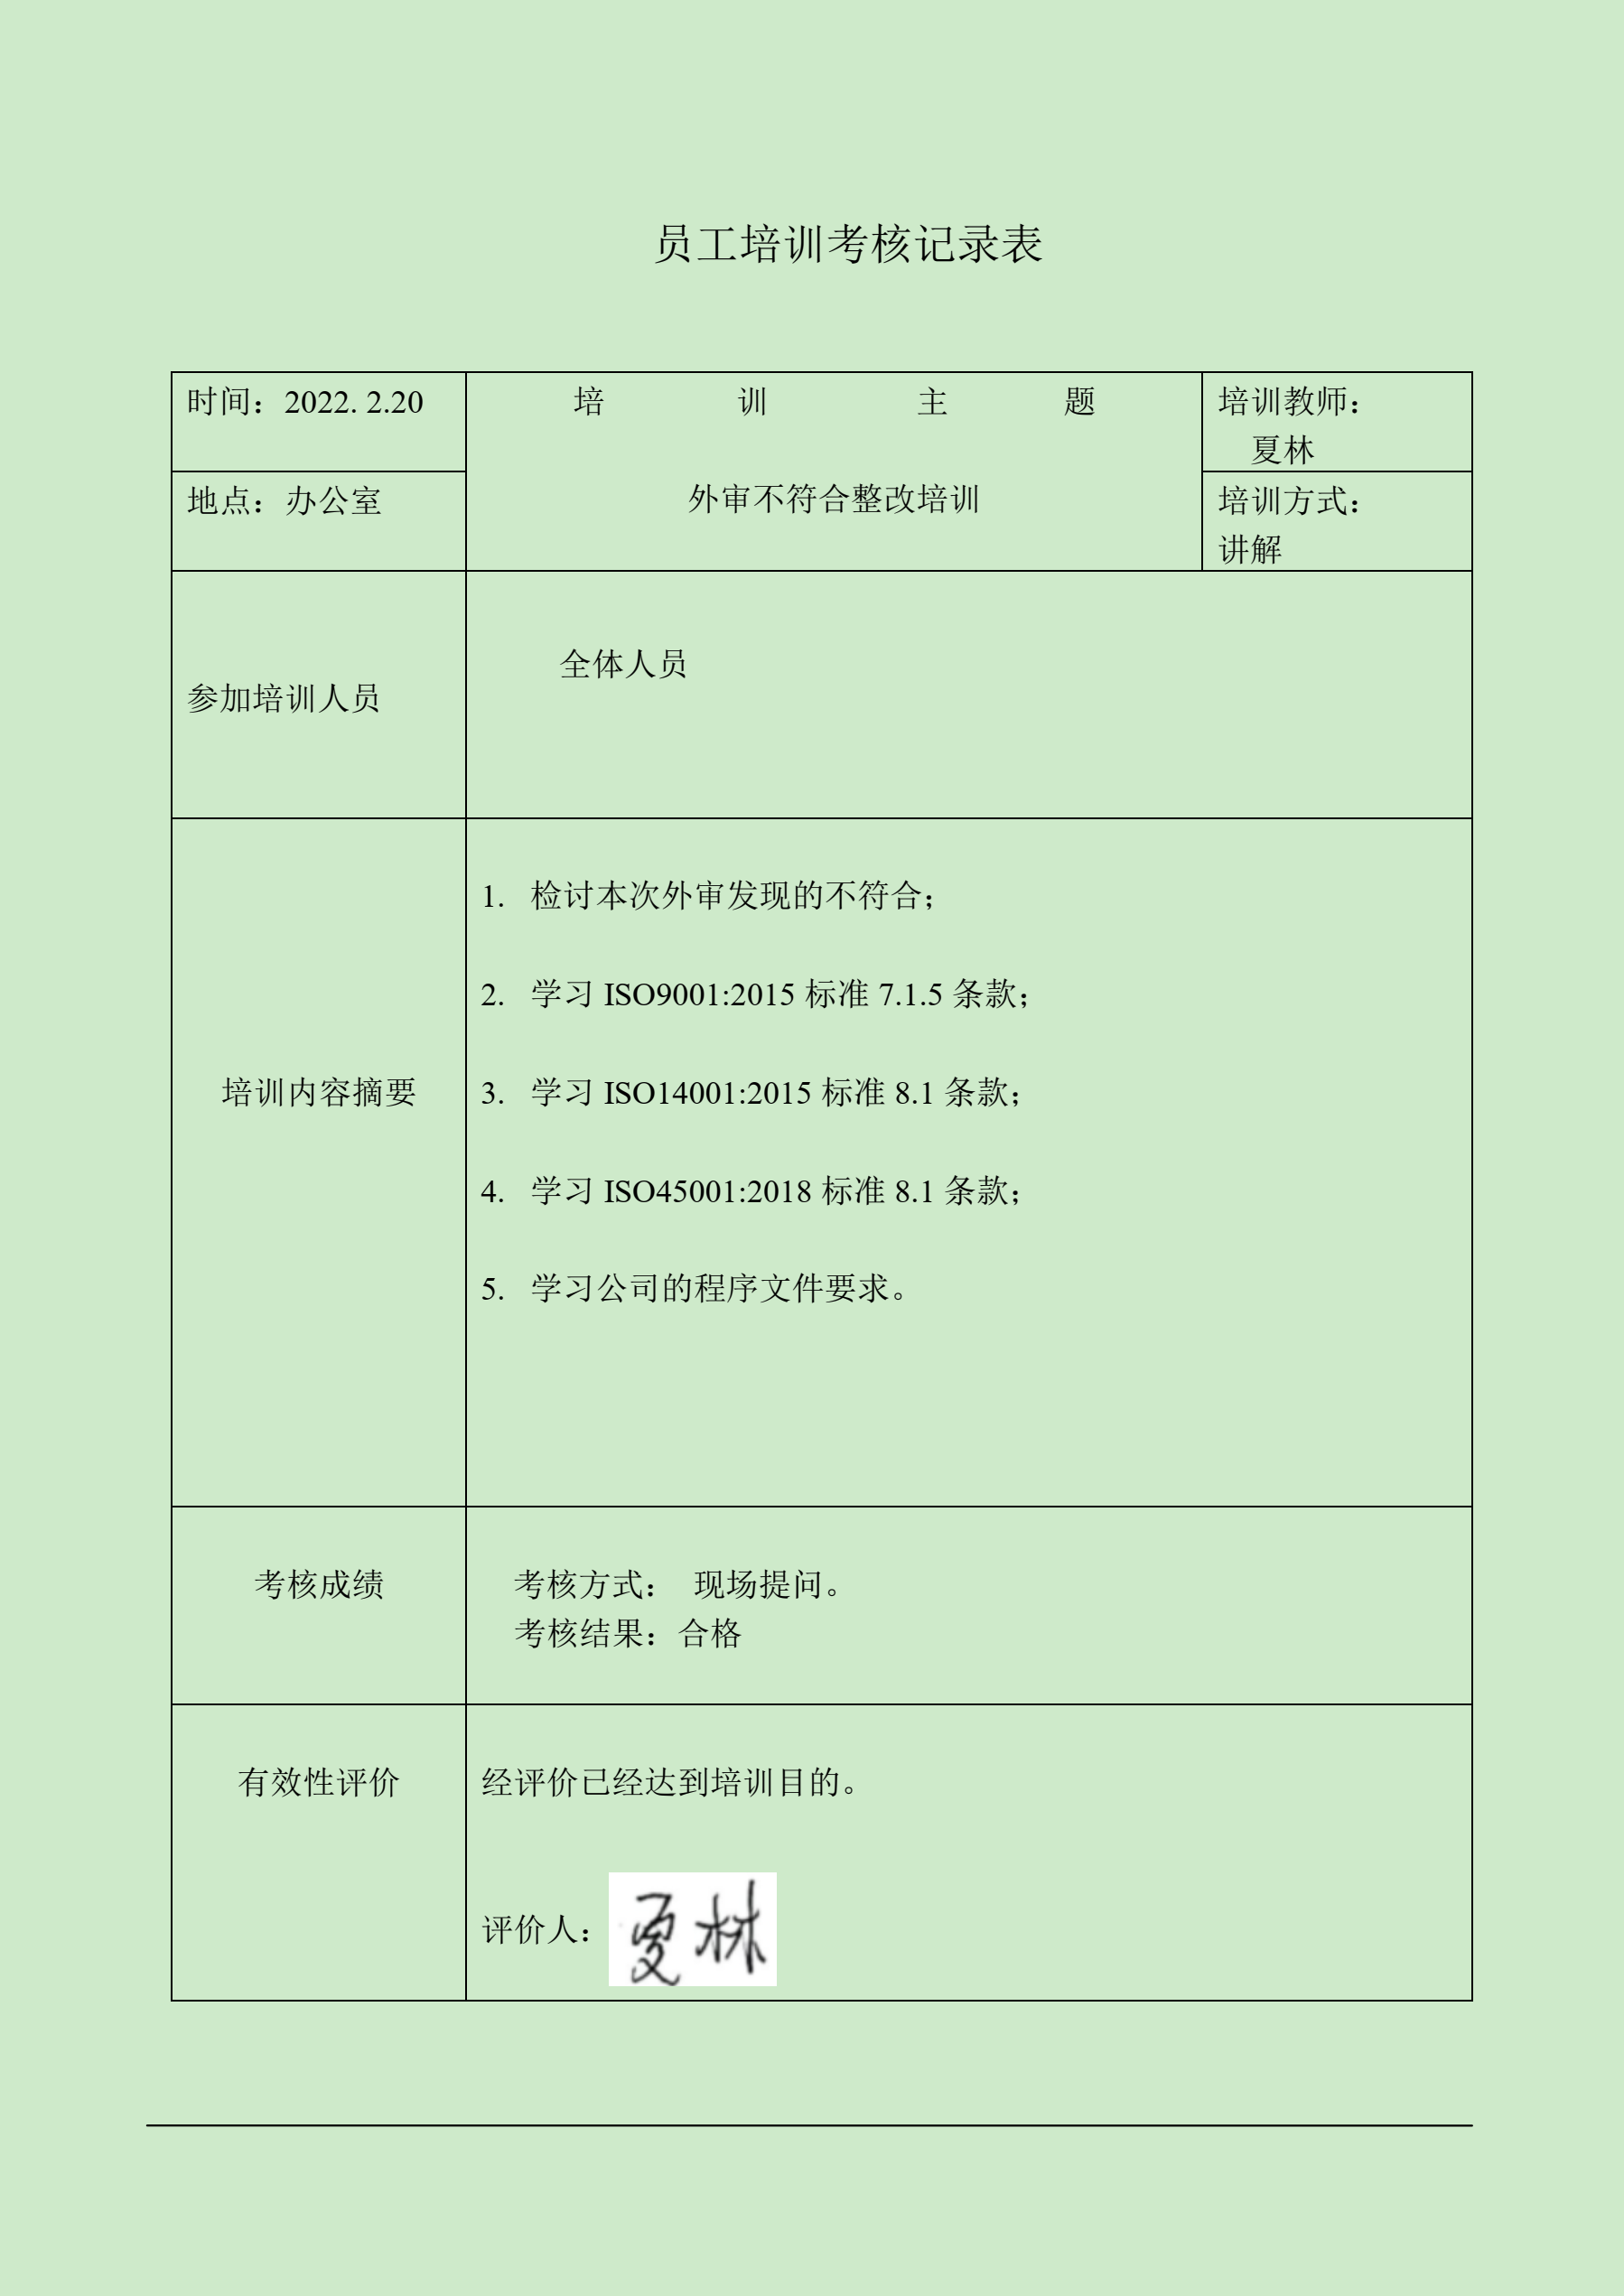 员工培训考核记录表
时间：2022. 2.20
培 训 主 题
培训教师：
夏林
地点：办公室
外审不符合整改培训
培训方式：
讲解
参加培训人员
全体人员
培训内容摘要
1. 检讨本次外审发现的不符合；
2. 学习 ISO9001:2015 标准 7.1.5 条款；
3. 学习 ISO14001:2015 标准 8.1 条款；
4. 学习 ISO45001:2018 标准 8.1 条款；
5. 学习公司的程序文件要求。
考核成绩
考核方式： 现场提问。
考核结果：合格
有效性评价
经评价已经达到培训目的。
评价人：夏林